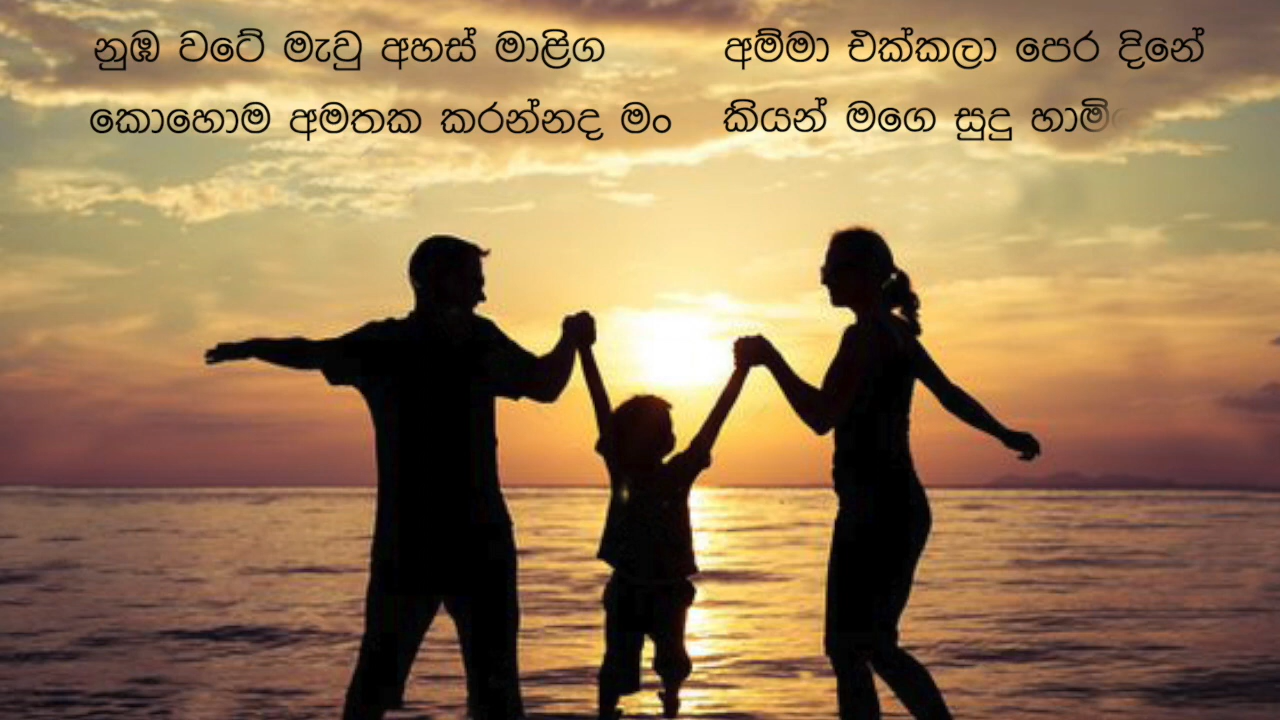 නුඹ වටේ මැවු අහස් මාළිග
කොහොම අමතක කරන්නද මං
අම්මා එක්කලා පෙර දිනේ
කියන් මගෙ සුදු